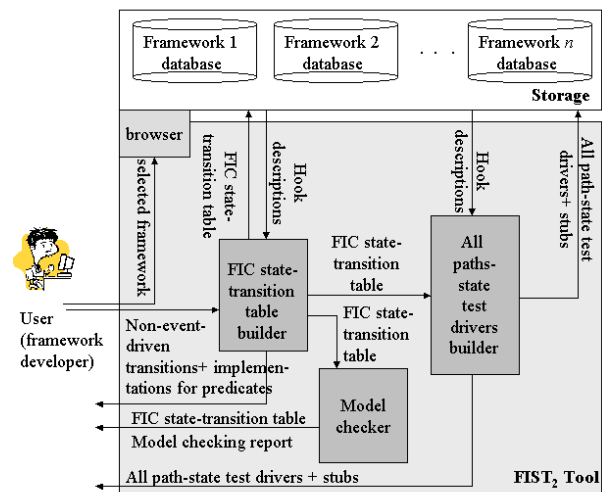 Framework 1
database
Framework 2
database
. . .
Framework n
database
Storage
browser
selected framework
FIC state-
transition table
Hook
descriptions
Hook
descriptions
All path-state test
drivers+ stubs
FIC state-
transition
table
builder
FIC state-
transition
table
All
paths-
state
test
drivers
builder
User
(framework
developer)
Non-event-
driven
transitions+ implemen-
tations for predicates
FIC state-
transition
table
Model
checker
FIC state-transition table
Model checking report
All path-state test drivers + stubs
FIST2 Tool